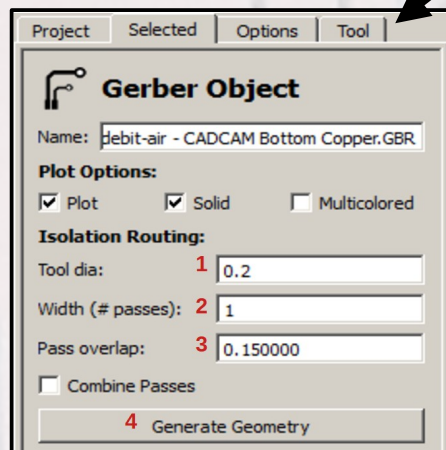 Project Selected Options Tool
Gerber Object
Name: debit-air - CADCAM Bottom Copper.GBR
Plot Options:
Plot Solid Multicolored
Isolation Routing:
Tool dia: 1 0.2
Width (# passes): 2 1
Pass overlap: 3 0.150000
Combine Passes
4 Generate Geometry